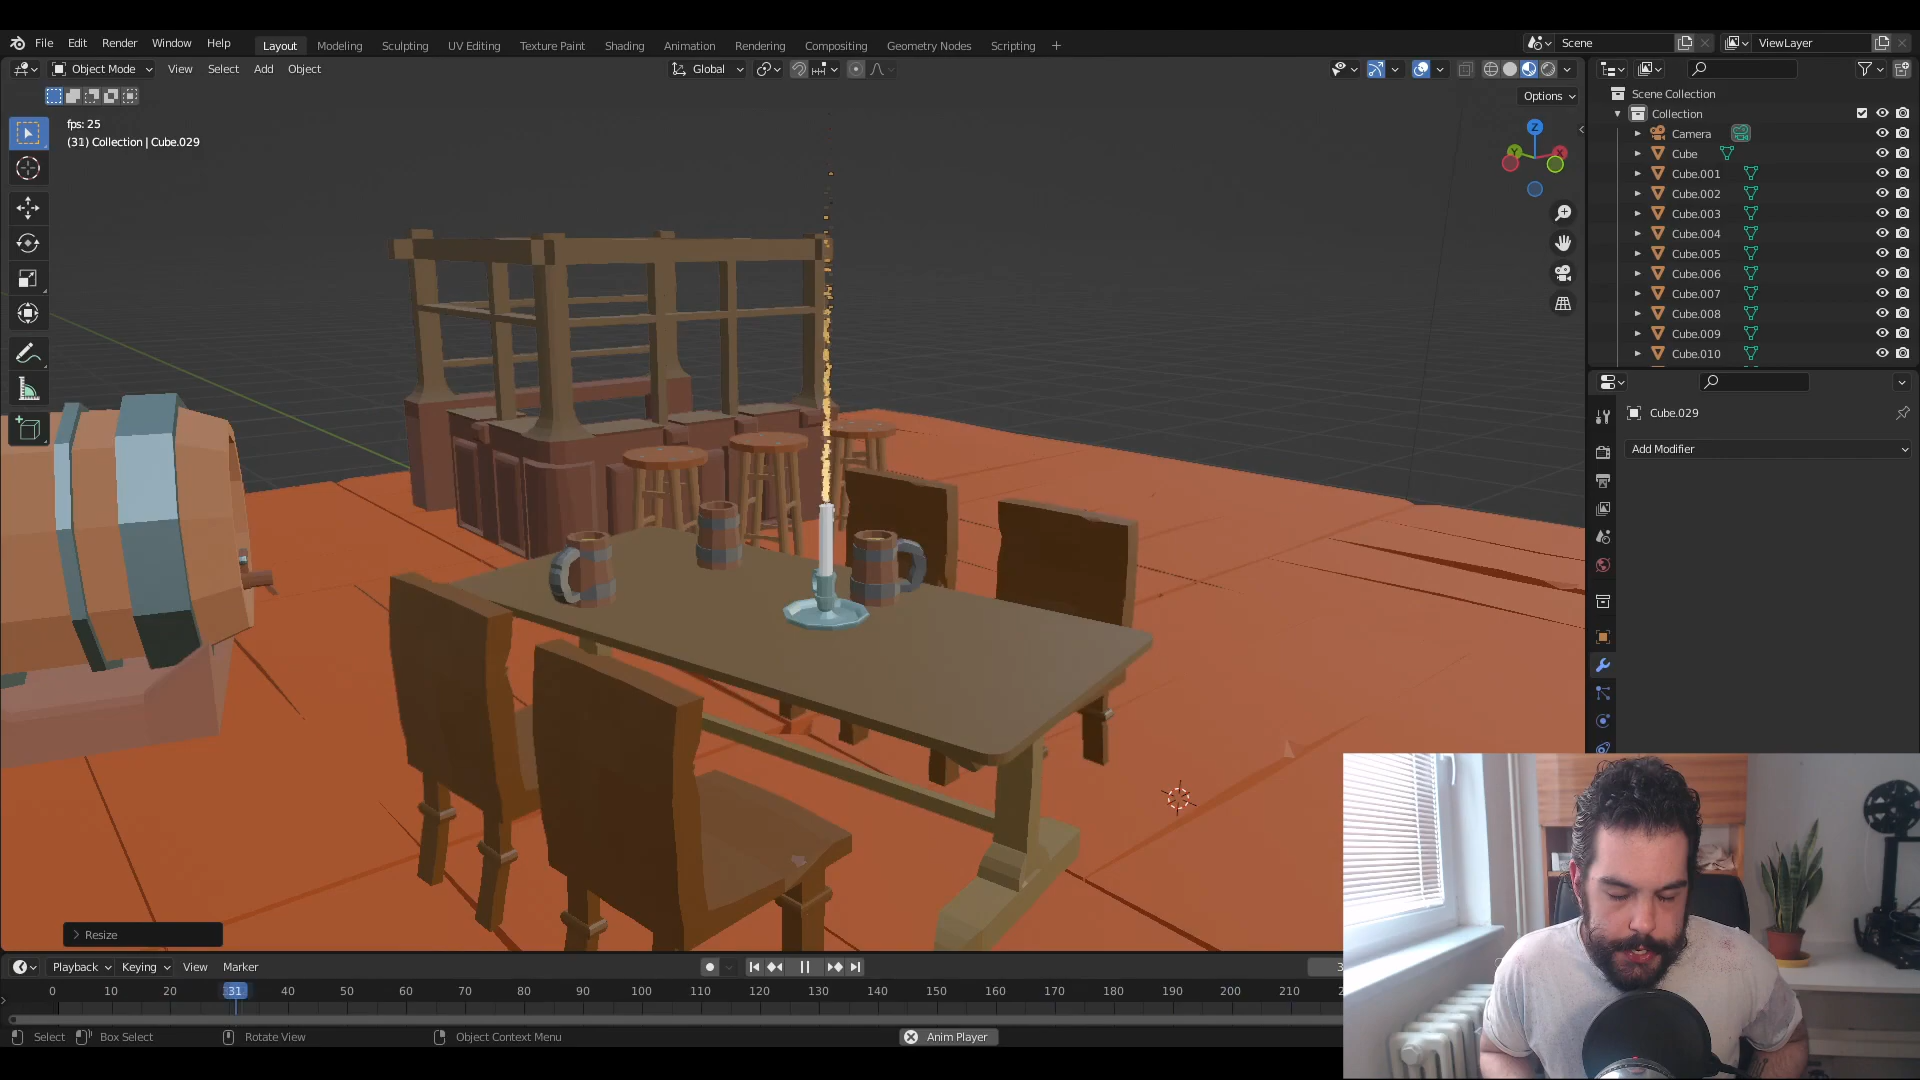 File Edit Render Window Help Layout Modeling Sculpting UV Editing Texture Paint Shading Animation Rendering Compositing Geometry Nodes Scripting + Scene ViewLayer
Object Mode View Select Add Object Global
Options
fps: 25
(31) Collection | Cube.029
Z
Y
X
Scene Collection
Collection
Camera
Cube
Cube.001
Cube.002
Cube.003
Cube.004
Cube.005
Cube.006
Cube.007
Cube.008
Cube.009
Cube.010
Cube.029
Add Modifier
Resize
Playback Keying View Marker
0 10 20 31 40 50 60 70 80 90 100 110 120 130 140 150 160 170 180 190 200 210
Select Box Select Rotate View Object Context Menu Anim Player